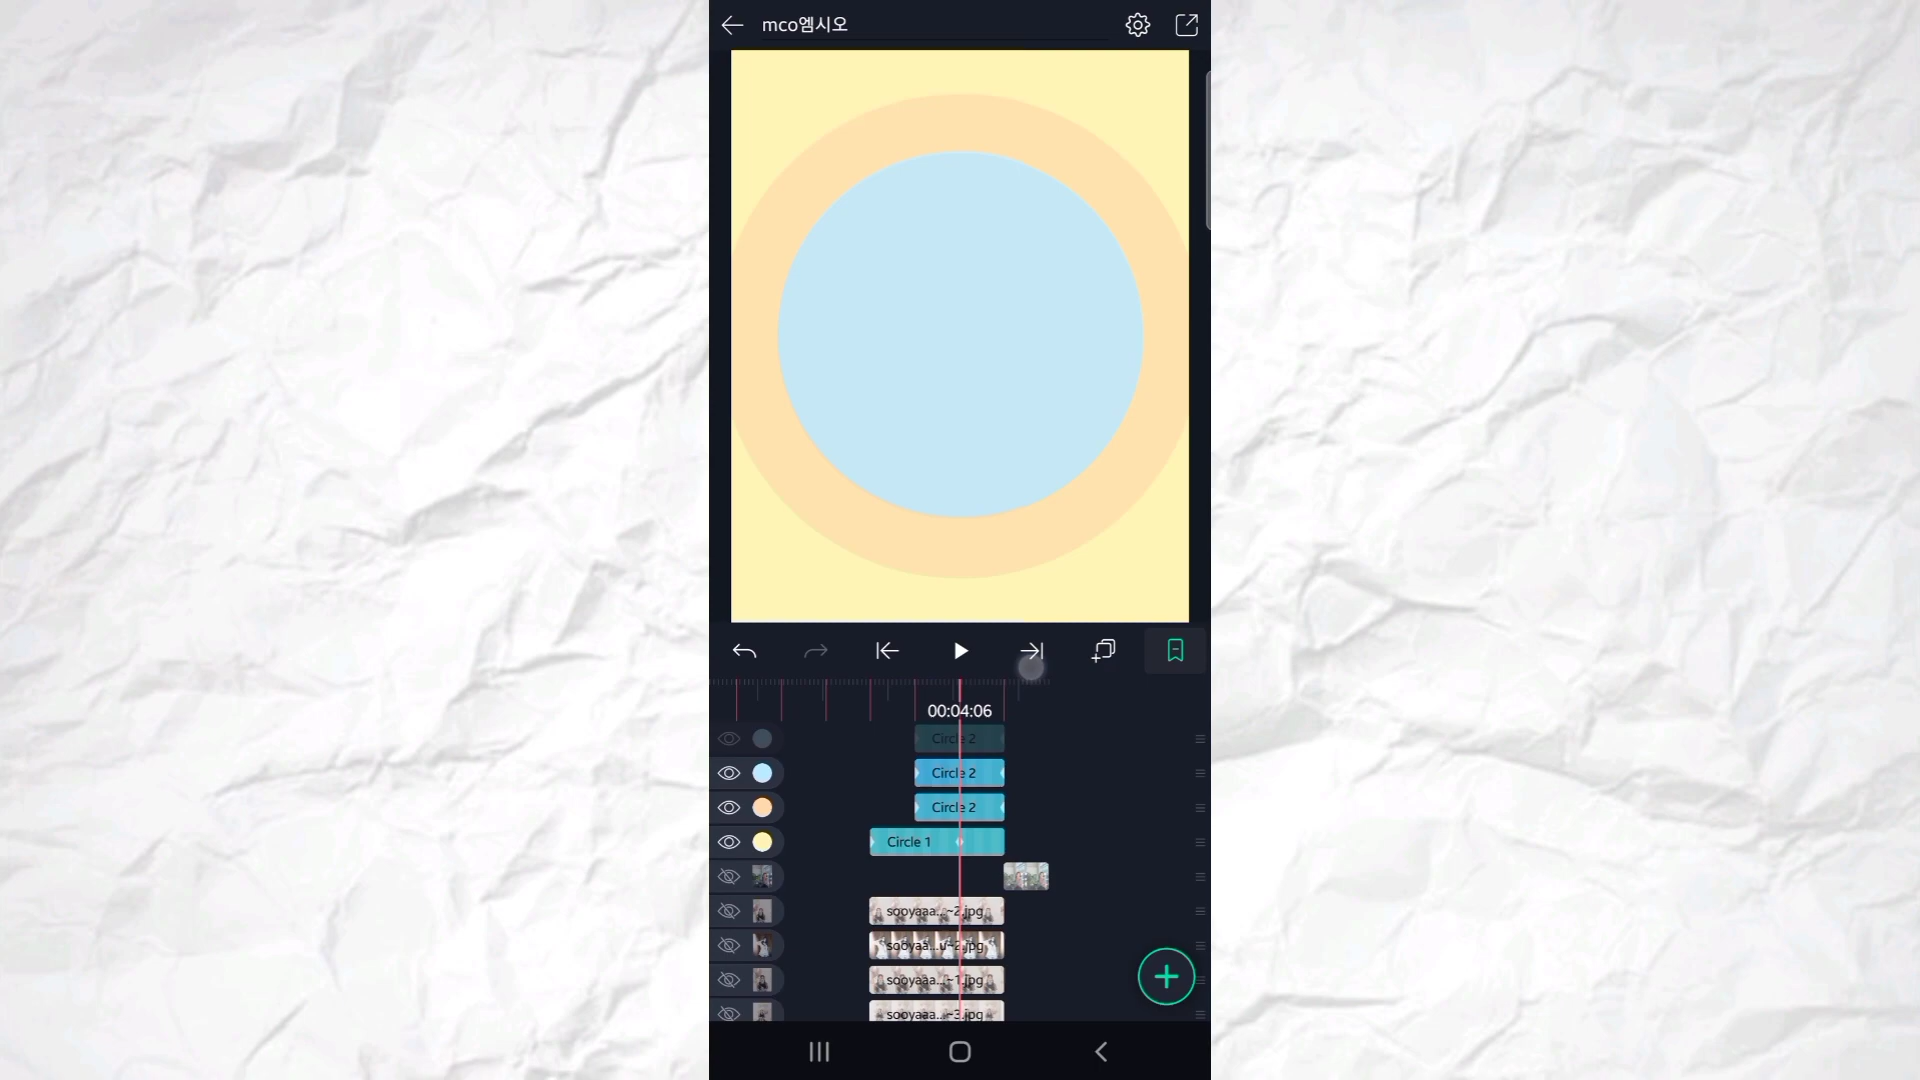 mco엠시오
00:04:06
Circle 2
Circle 2
Circle 2
Circle 1
sooyaaa...~2.jpg
sooyaa...u~2.jpg
sooyaaa...~1.jpg
sooyaaa...~3.jpg